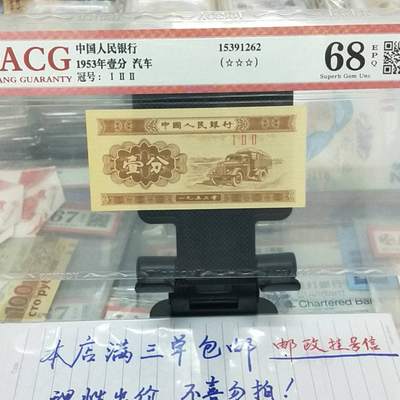 ACG
ANG GUARANTY
中国人民银行
1953年壹分 汽车
冠号: I II II
15391262
(☆☆☆)
68 EPQ
Superb Gem Unc
中國人民銀行
I II II
壹分
一九五三年
67
100
Chartered Ban
本店满三单包邮 邮政挂号信
理性出价 不喜勿拍!